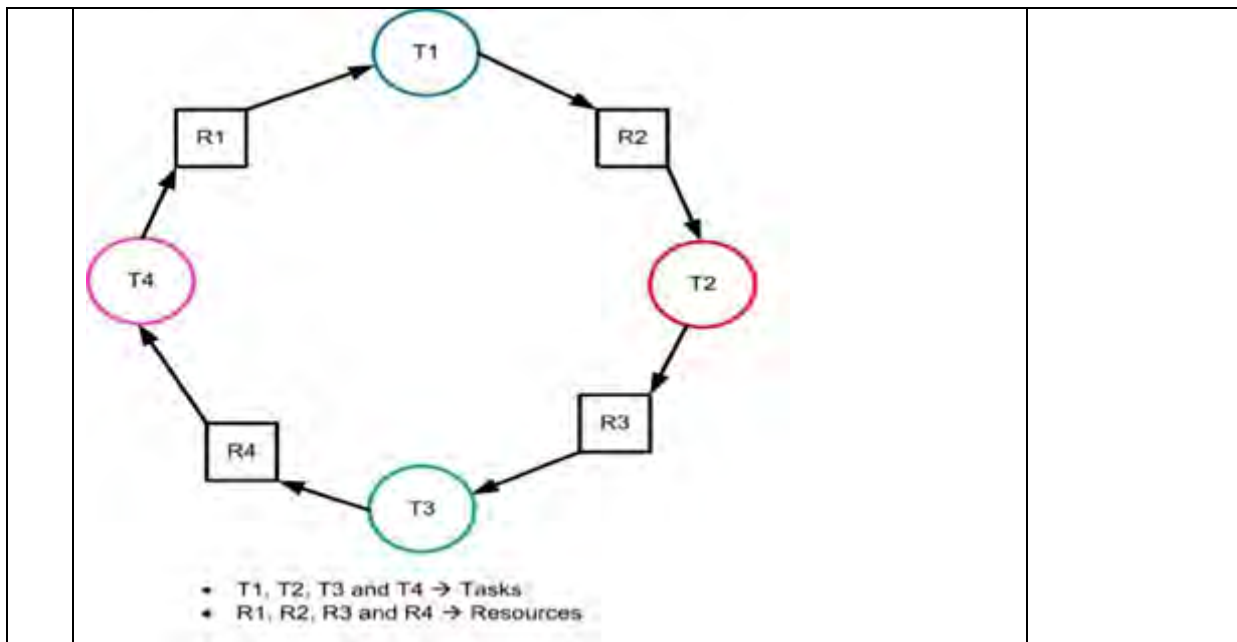 T1
R1
R2
T4
T2
R3
R4
T3
• T1, T2, T3 and T4 → Tasks
• R1, R2, R3 and R4 → Resources